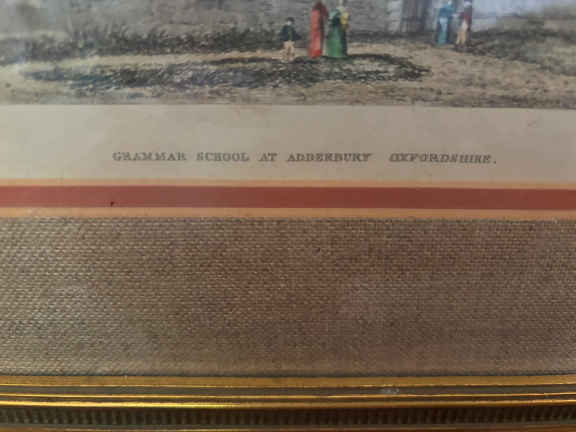 GRAMMAR SCHOOL AT ADDERBURY OXFORDSHIRE.